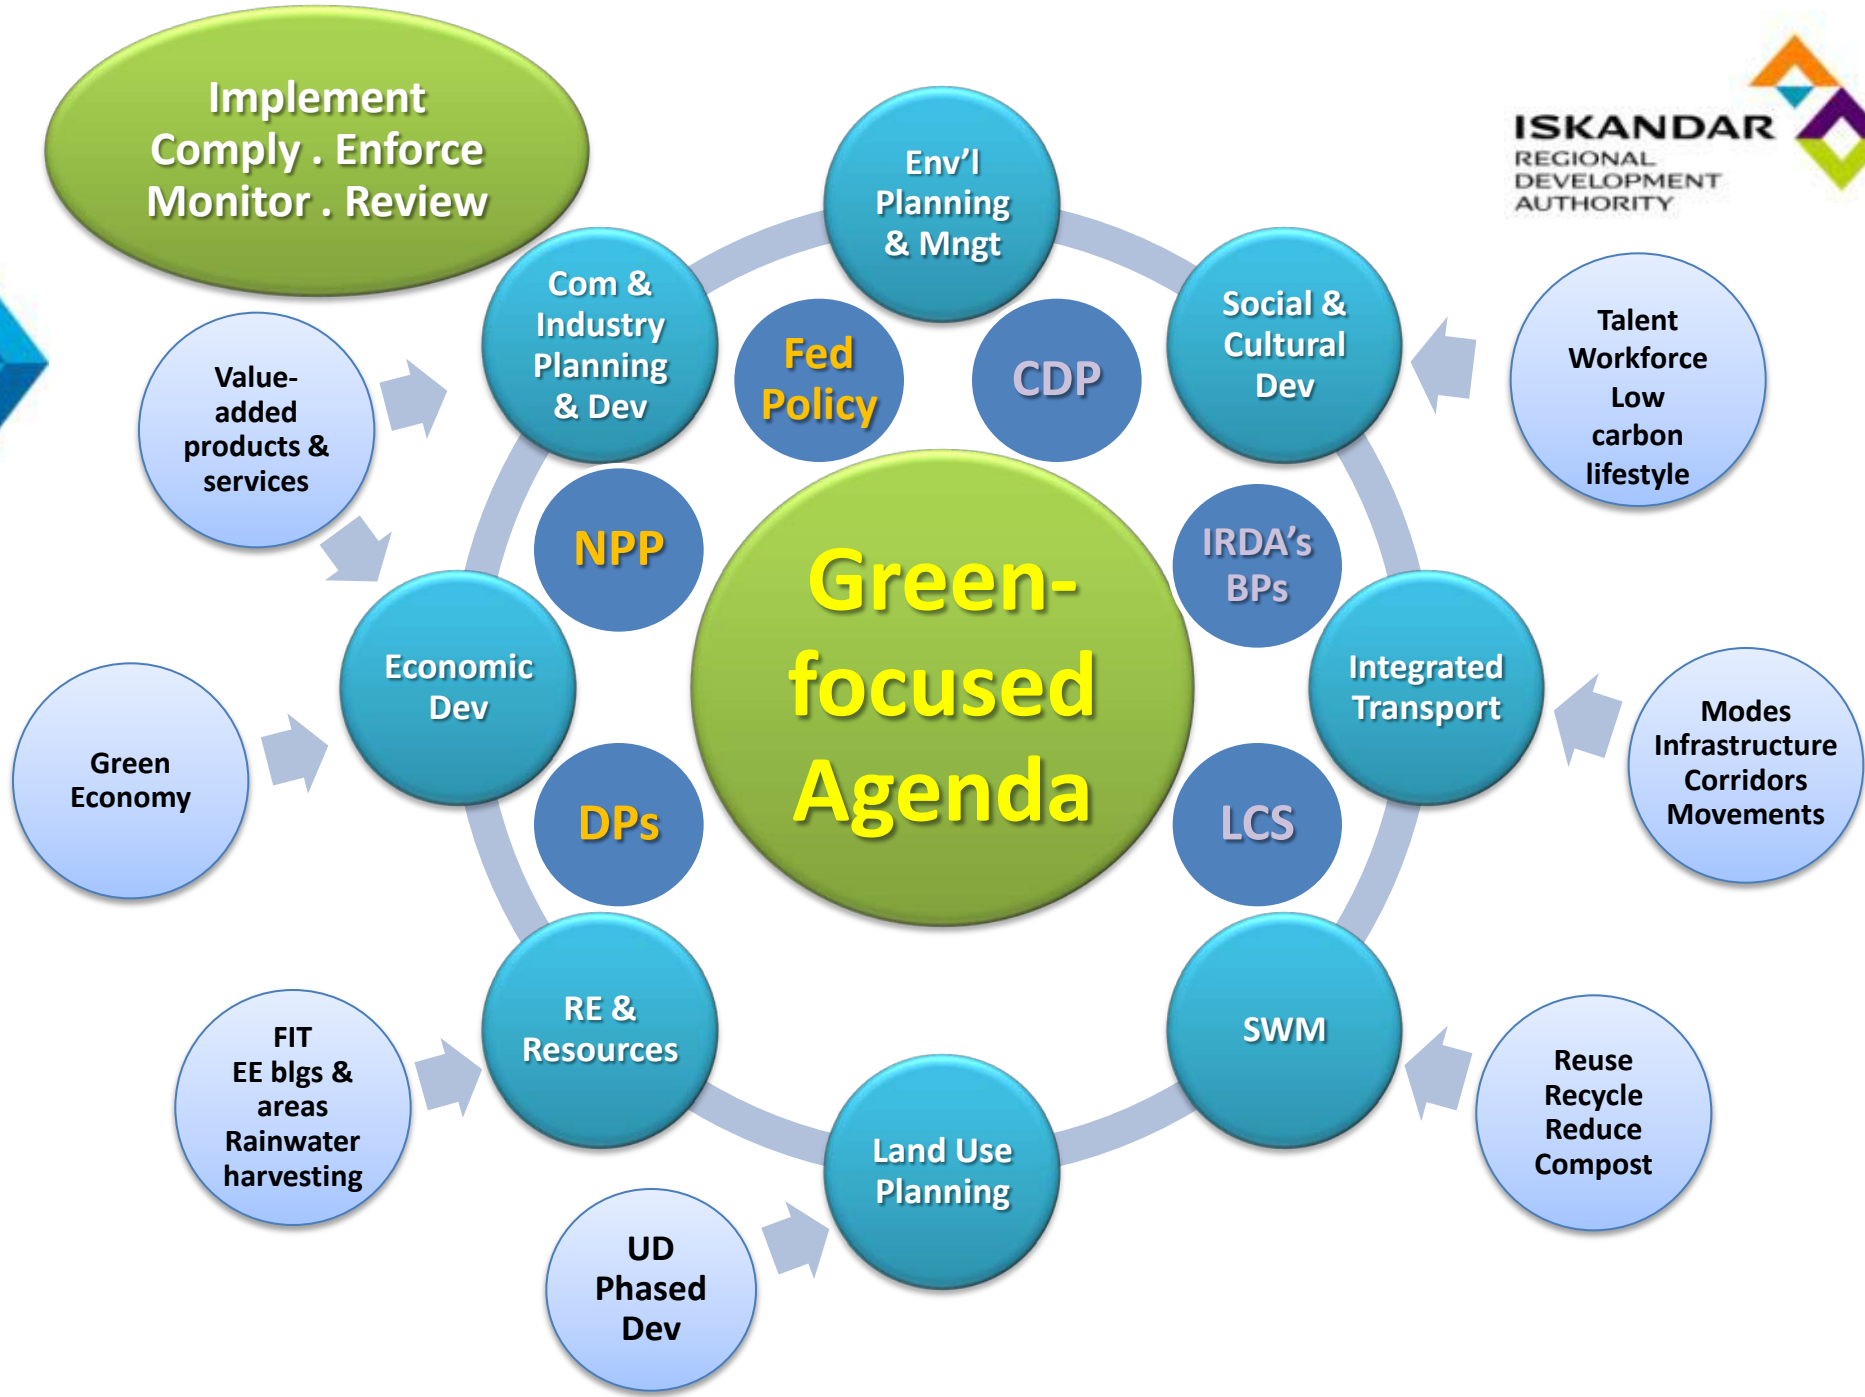 Implement
Comply . Enforce
Monitor . Review
ISKANDAR
REGIONAL
DEVELOPMENT
AUTHORITY
Env’l
Planning
& Mngt
Com &
Industry
Planning
& Dev
Social &
Cultural
Dev
Fed
Policy
CDP
Talent
Workforce
Low
carbon
lifestyle
Value-
added
products &
services
NPP
IRDA’s
BPs
Green-
focused
Agenda
Economic
Dev
Integrated
Transport
Modes
Infrastructure
Corridors
Movements
Green
Economy
DPs
LCS
RE &
Resources
SWM
FIT
EE blgs &
areas
Rainwater
harvesting
Reuse
Recycle
Reduce
Compost
Land Use
Planning
UD
Phased
Dev